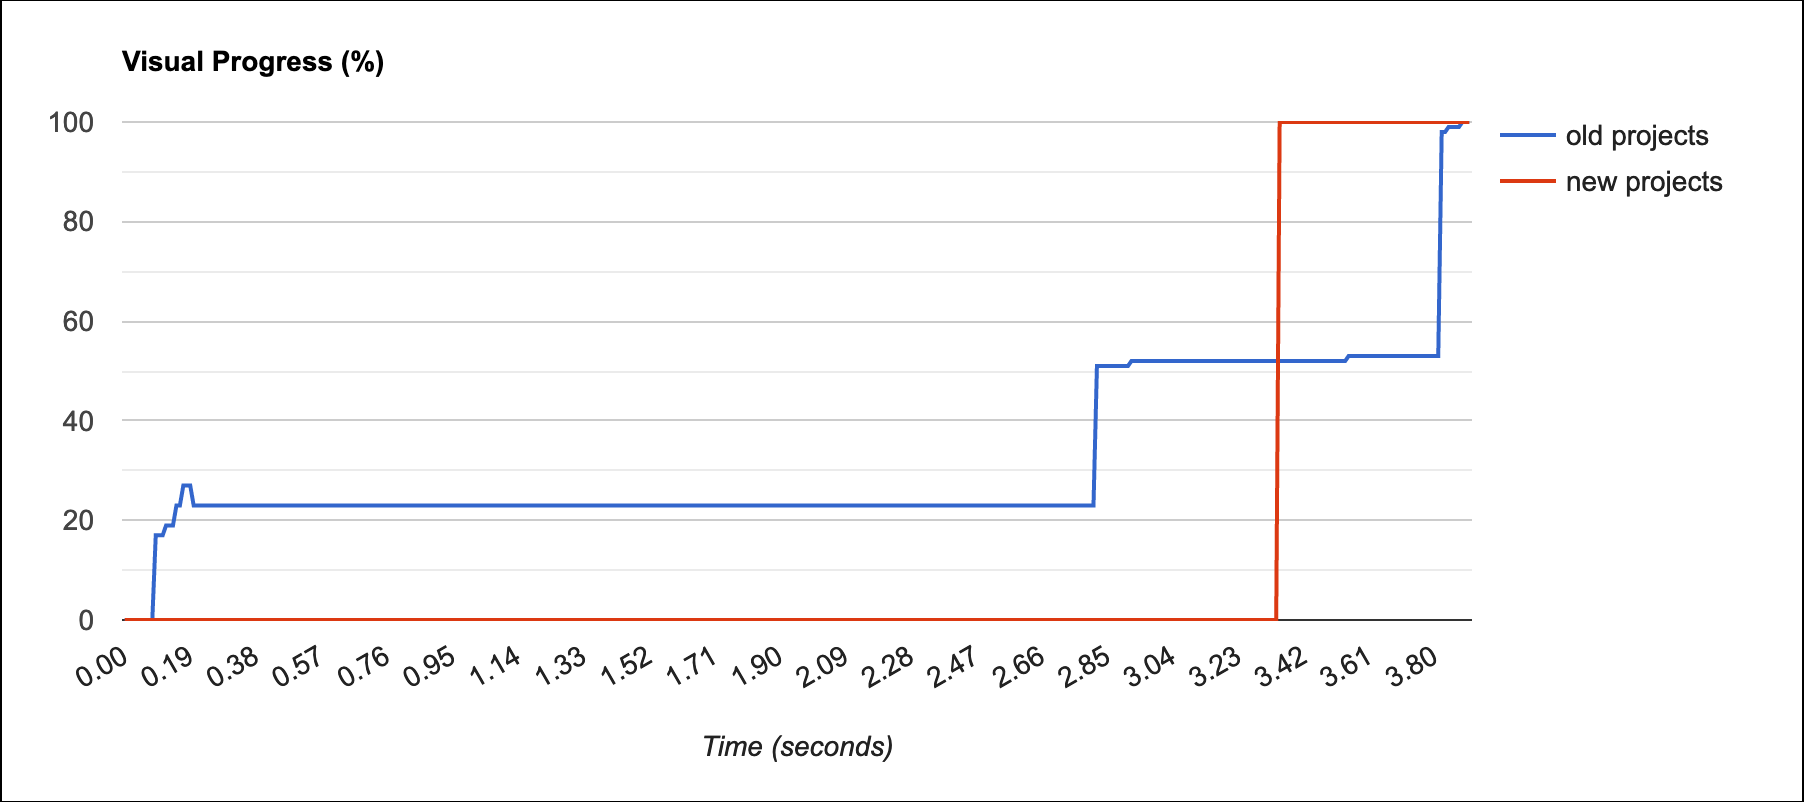 Visual Progress (%)
100
80
60
40
20
0
old projects
new projects
0.00 0.19 0.38 0.57 0.76 0.95 1.14 1.33 1.52 1.71 1.90 2.09 2.28 2.47 2.66 2.85 3.04 3.23 3.42 3.61 3.80
Time (seconds)